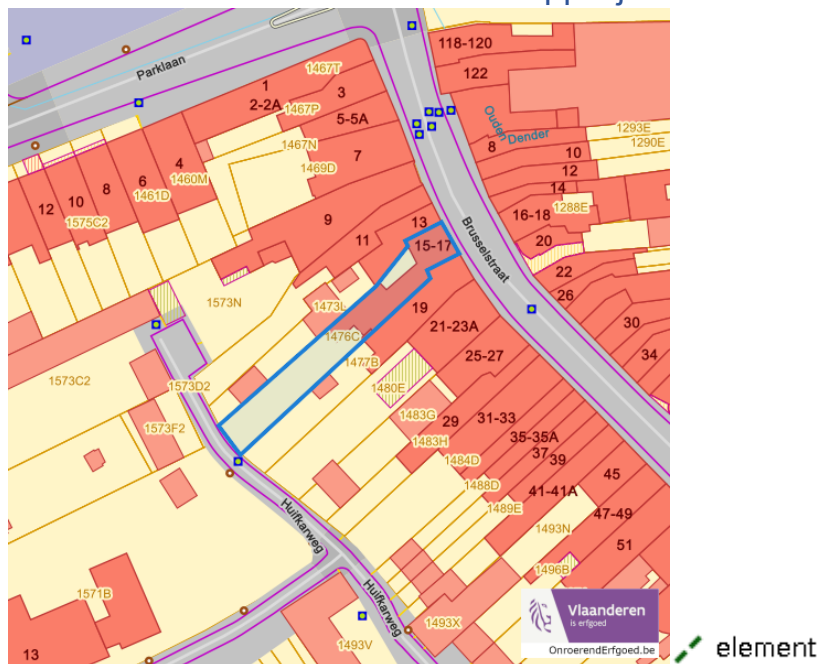 Parklaan
1
2-2A
1467T
1467P
3
5-5A
1467N
1469D
7
118-120
122
Ouden Dender
8
1293E
1290E
10
12
14
1288E
16-18
20
22
26
30
34
4
1460M
6
1461D
8
10
12
1575C2
9
11
13
15-17
Brusselstraat
1573N
1476C
19
21-23A
25-27
1477B
1480E
1573C2
1573D2
1573F2
1483G
29
1483H
31-33
35-35A
37
39
41-41A
45
47-49
51
1484D
1488D
1489E
1493N
1496B
Huifkarweg
Huifkarweg
1571B
13
1493V
1493X
Vlaanderen
is erfgoed
OnroerendErfgoed.be
element